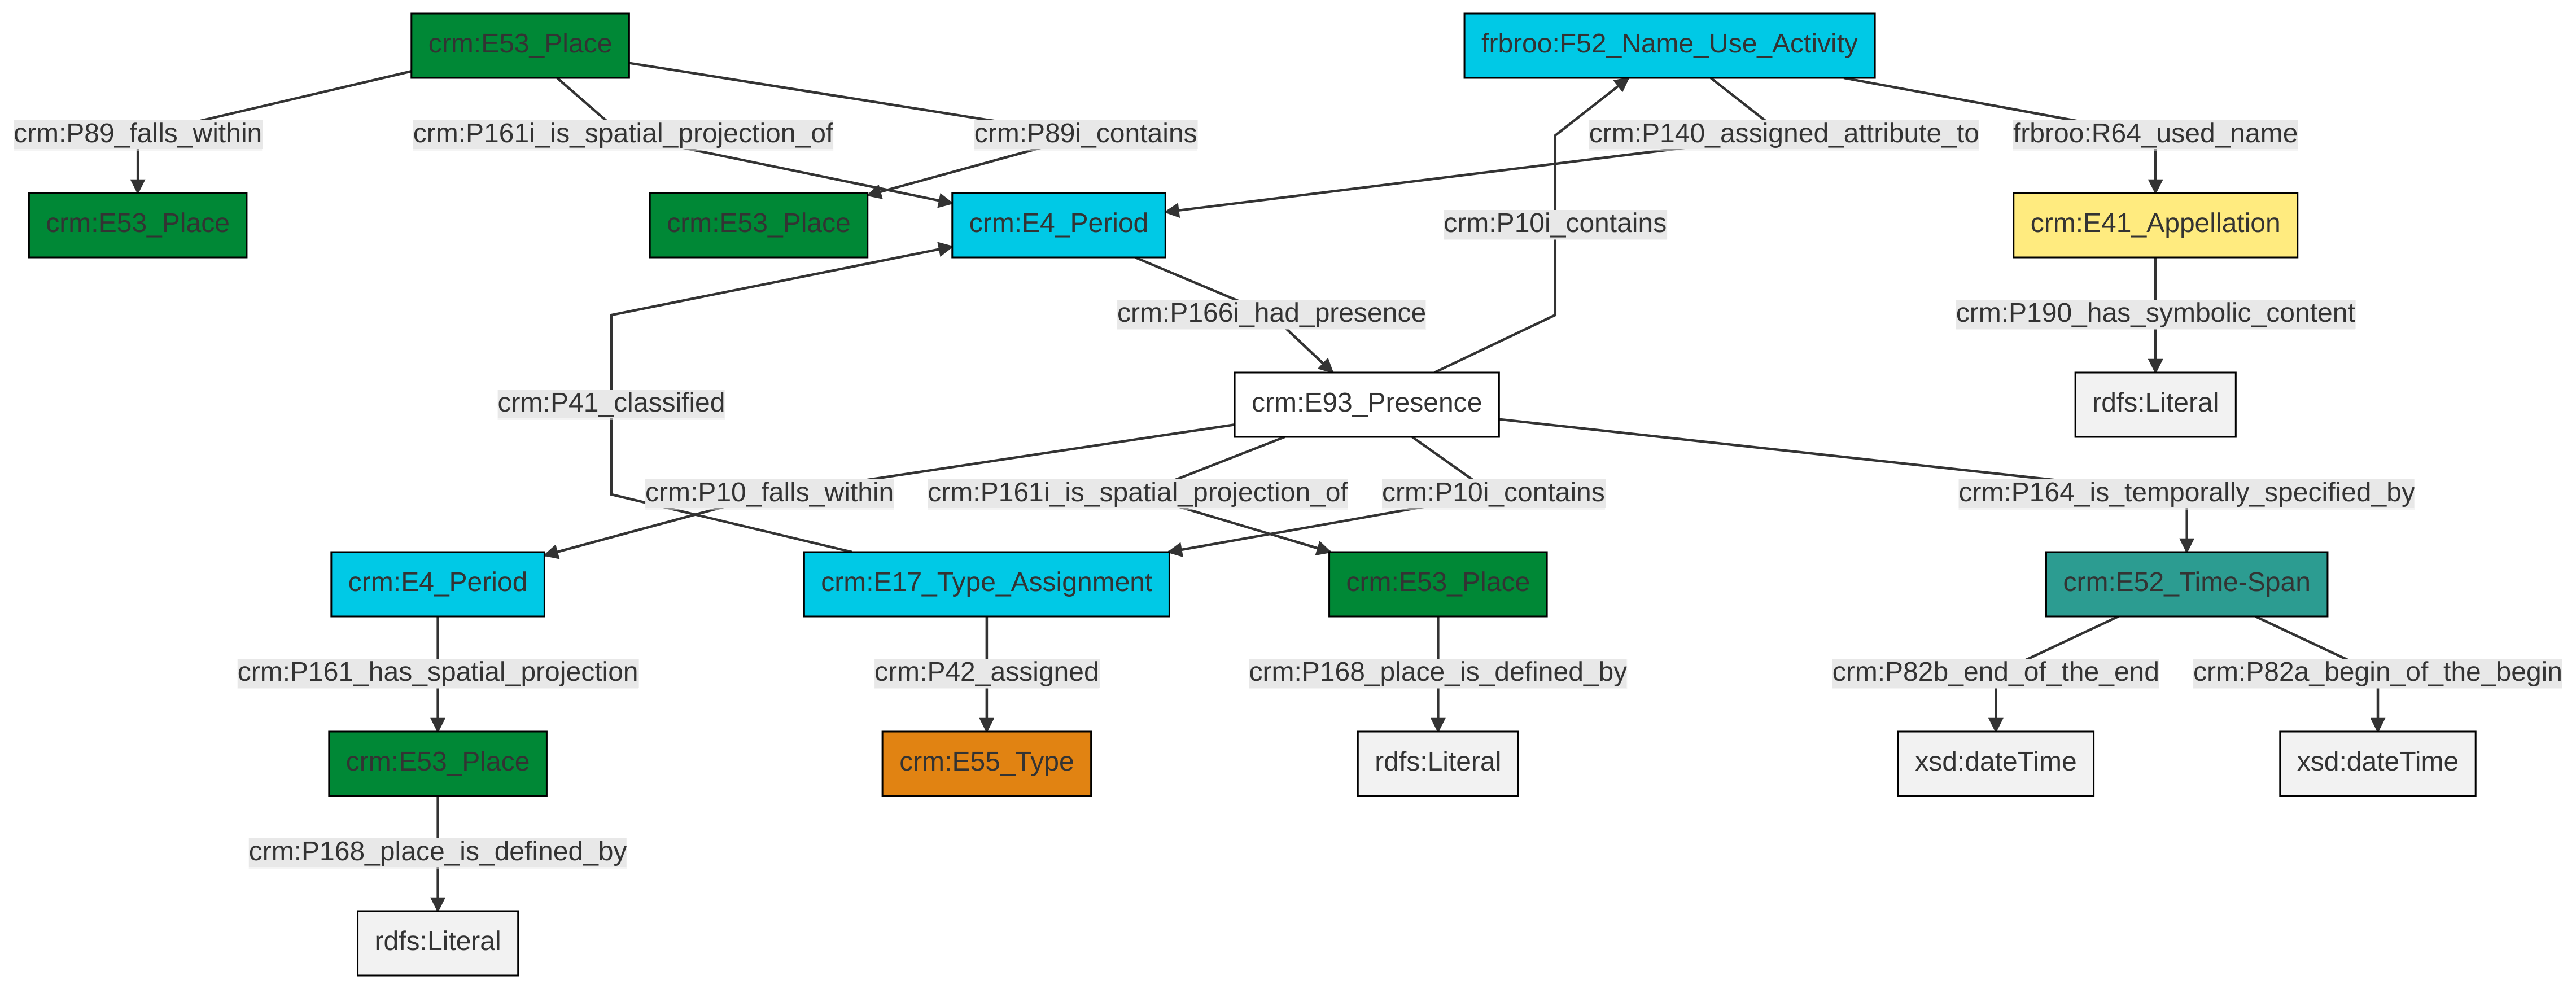 crm:E53_Place
frbroo:F52_Name_Use_Activity
crm:P89_falls_within
crm:P161i_is_spatial_projection_of
crm:P89i_contains
crm:P140_assigned_attribute_to
frbroo:R64_used_name
crm:E53_Place
crm:E53_Place
crm:E4_Period
crm:P10i_contains
crm:E41_Appellation
crm:P166i_had_presence
crm:P190_has_symbolic_content
crm:P41_classified
crm:E93_Presence
rdfs:Literal
crm:P10_falls_within
crm:P161i_is_spatial_projection_of
crm:P10i_contains
crm:P164_is_temporally_specified_by
crm:E4_Period
crm:E17_Type_Assignment
crm:E53_Place
crm:E52_Time-Span
crm:P161_has_spatial_projection
crm:P42_assigned
crm:P168_place_is_defined_by
crm:P82b_end_of_the_end
crm:P82a_begin_of_the_begin
crm:E53_Place
crm:E55_Type
rdfs:Literal
xsd:dateTime
xsd:dateTime
crm:P168_place_is_defined_by
rdfs:Literal